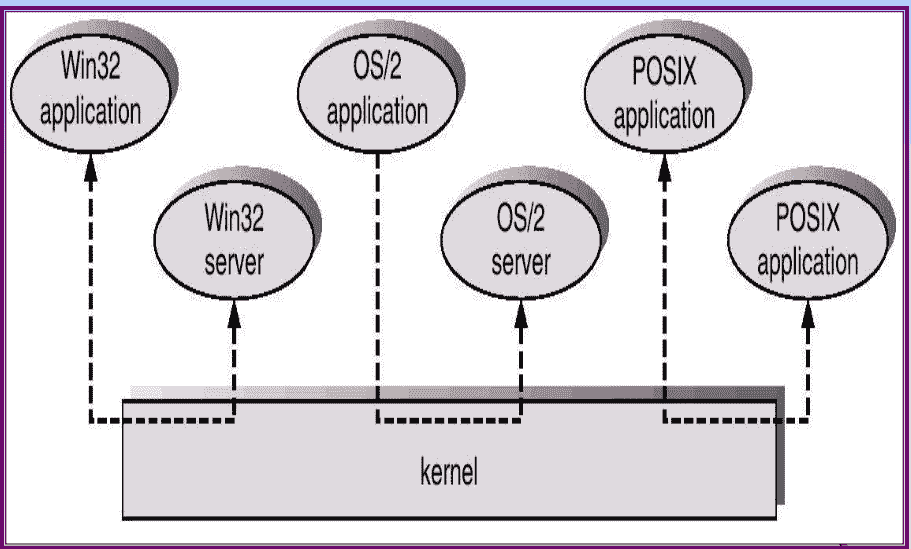 Win32
application
OS/2
application
POSIX
application
Win32
server
OS/2
server
POSIX
application
kernel